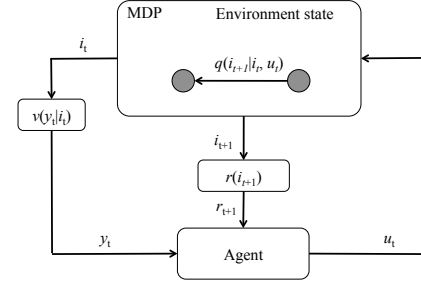 MDP Environment state
i_t
q(i_{t+1}|i_t, u_t)
v(y_t|i_t)
i_{t+1}
r(i_{t+1})
r_{t+1}
y_t
Agent
u_t